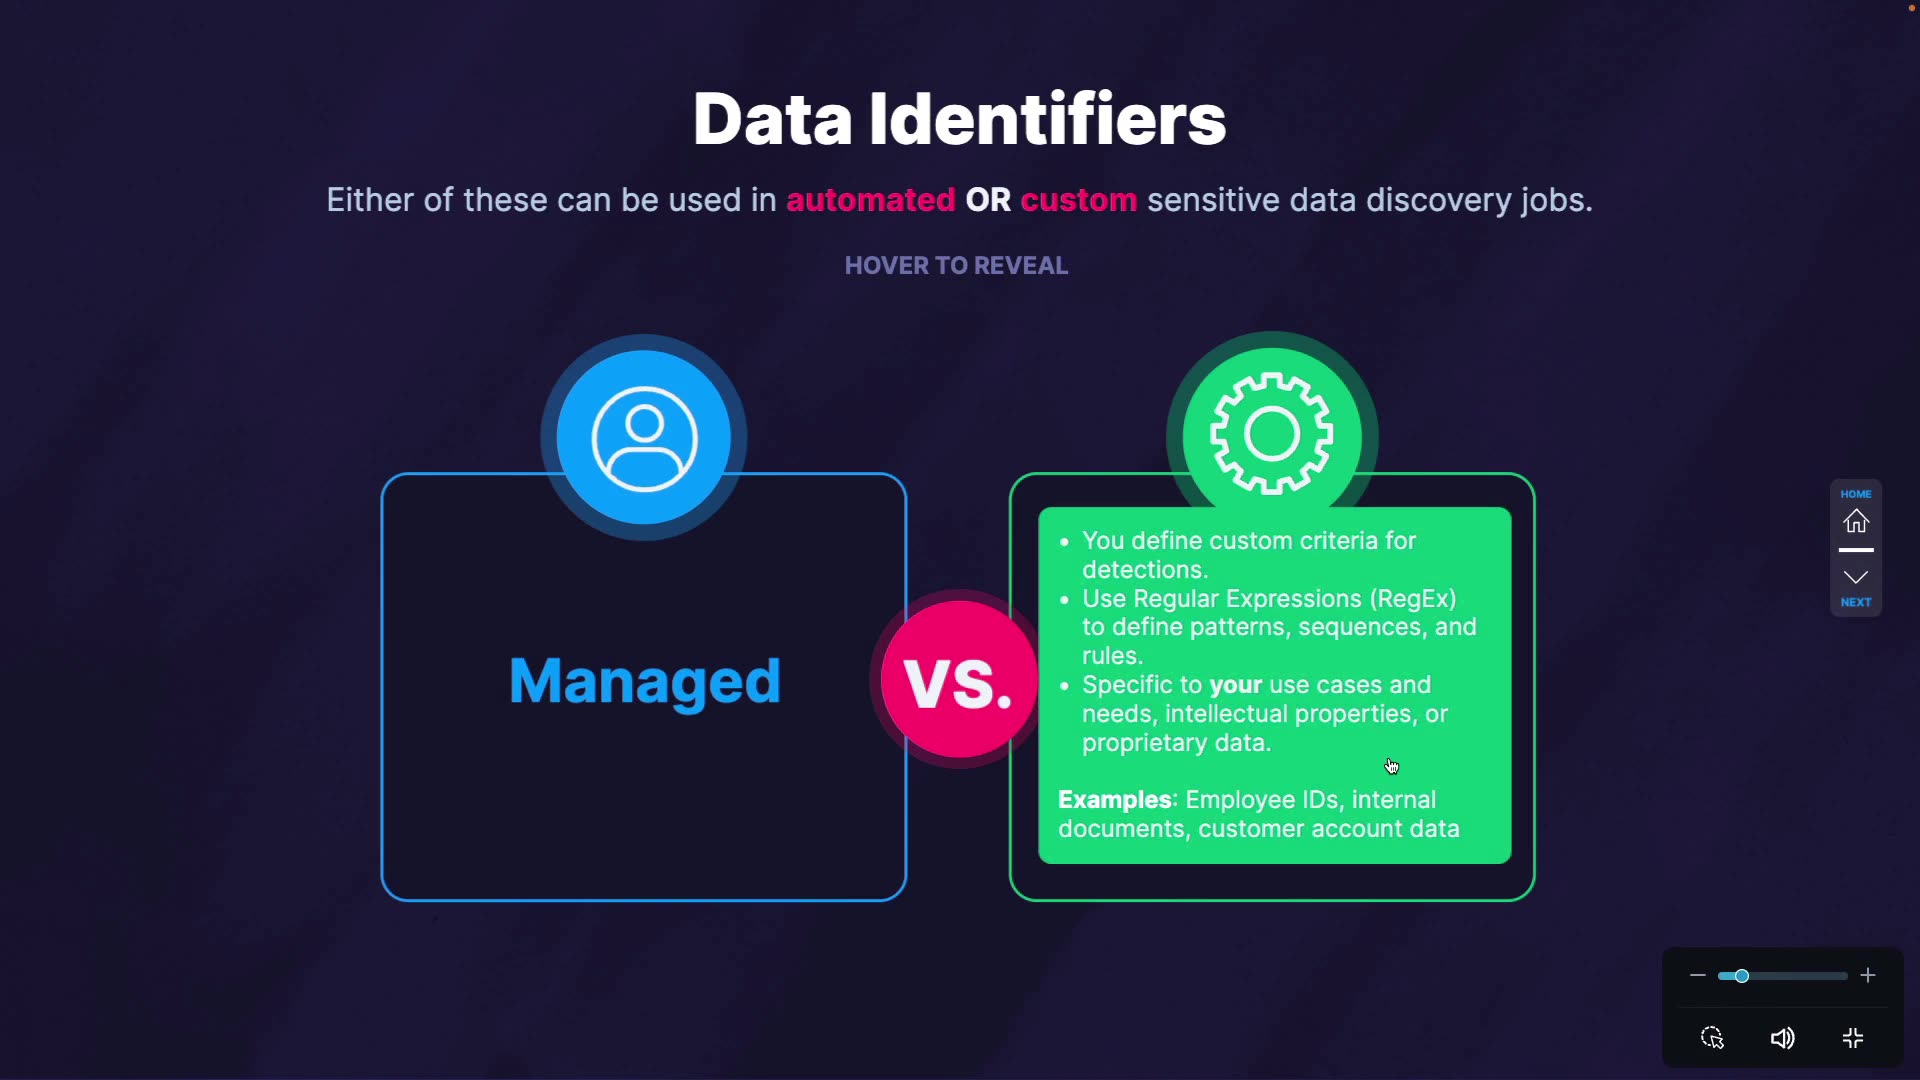 Data Identifiers
Either of these can be used in automated OR custom sensitive data discovery jobs.
HOVER TO REVEAL
Managed
VS.
• You define custom criteria for
detections.
• Use Regular Expressions (RegEx)
to define patterns, sequences, and
rules.
• Specific to your use cases and
needs, intellectual properties, or
proprietary data.
Examples: Employee IDs, internal
documents, customer account data
HOME
NEXT